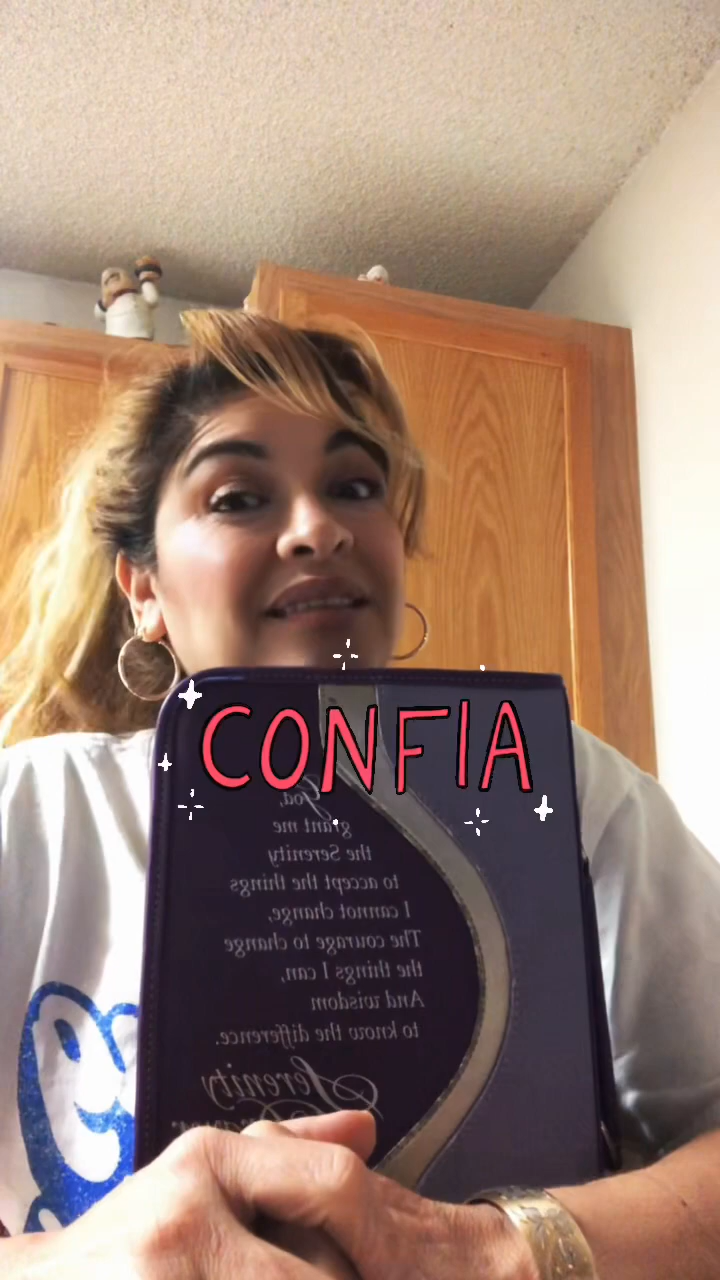 CONFIA
God,
grant me
the Serenity
to accept the things
I cannot change,
The courage to change
the things I can,
And wisdom
to know the difference.
Serenity